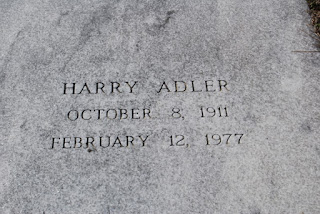 HARRY ADLER
OCTOBER 8, 1911
FEBRUARY 12, 1977